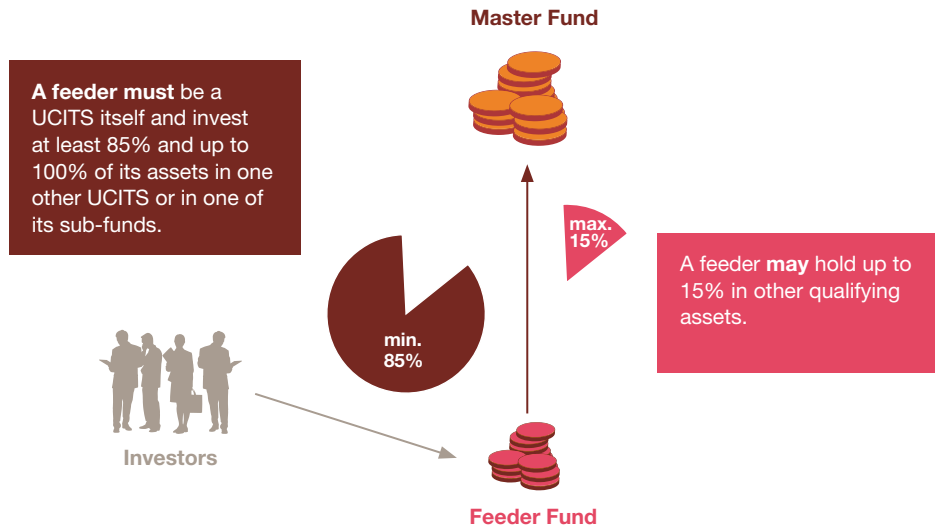 Master Fund
A feeder must be a
UCITS itself and invest
at least 85% and up to
100% of its assets in one
other UCITS or in one of
its sub-funds.
max.
15%
A feeder may hold up to
15% in other qualifying
assets.
min.
85%
Investors
Feeder Fund